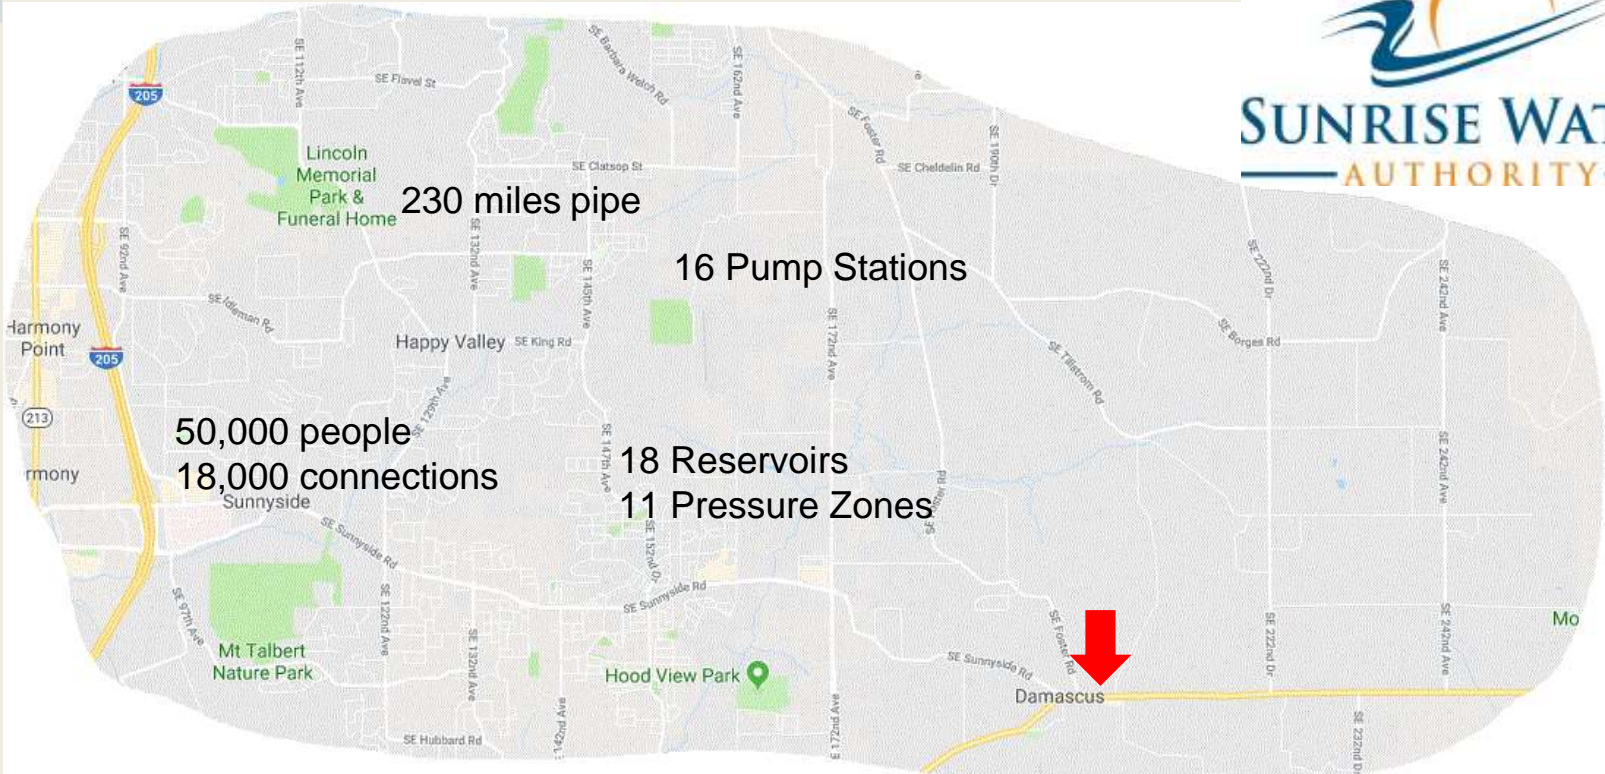 SUNRISE WAT
AUTHORITY
205
SE 112th Ave
SE Flavel St
SE Barbara Welch Rd
SE 162nd Ave
SE Foster Rd
SE 190th Dr
SE Cheldelin Rd
SE Clatsop St
Lincoln
Memorial
Park &
Funeral Home
230 miles pipe
16 Pump Stations
SE 92nd Ave
SE 132nd Ave
SE 145th Ave
SE 222nd Dr
SE 242nd Ave
SE Idleman Rd
Harmony
Point
205
Happy Valley
SE King Rd
SE 172nd Ave
SE Borges Rd
SE Tillstrom Rd
213
SE 129th Ave
50,000 people
18,000 connections
SE 147th Ave
18 Reservoirs
11 Pressure Zones
SE Foster Rd
SE 242nd Ave
rmony
Sunnyside
SE Sunnyside Rd
SE 152nd Dr
SE 97th Ave
SE 122nd Ave
SE Sunnyside Rd
SE 132nd Ave
Mt Talbert
Nature Park
Hood View Park
SE Sunnyside Rd
SE Foster Rd
SE 222nd Dr
SE 242nd Ave
Mo
Damascus
SE Hubbard Rd
142nd Ave
E 172nd Ave
SE 232nd D